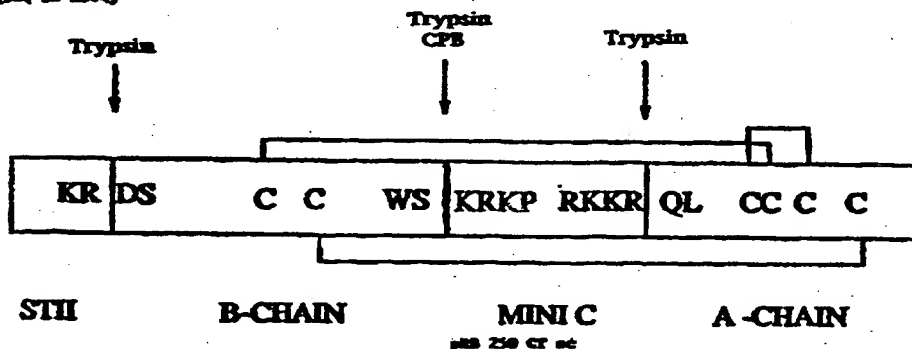 Trypsin
Trypsin
CPB
Trypsin
KR DS C C WS KRKP RKKR QL CC C C
STII B-CHAIN MINI C A-CHAIN